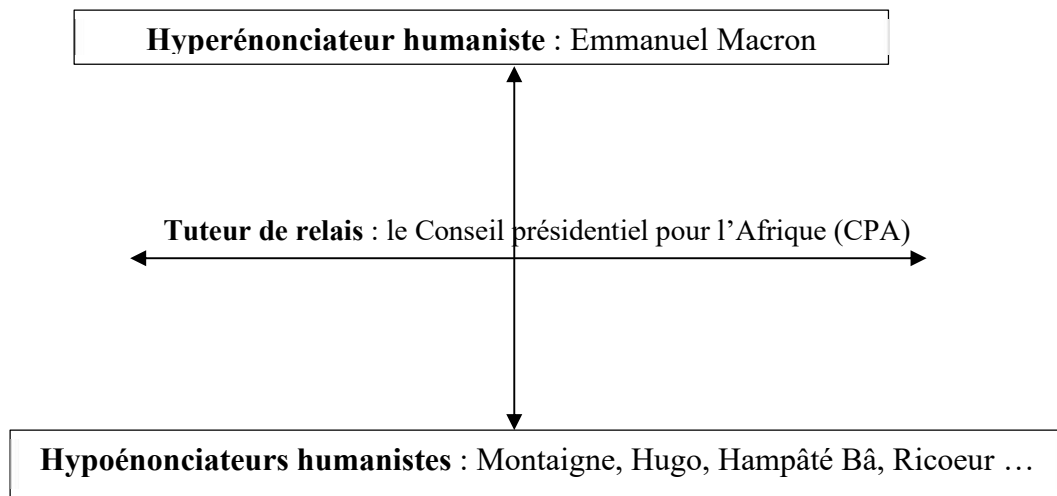 Hyperénonciateur humaniste : Emmanuel Macron
Tuteur de relais : le Conseil présidentiel pour l’Afrique (CPA)
Hypoénonciateurs humanistes : Montaigne, Hugo, Hampâté Bâ, Ricoeur …